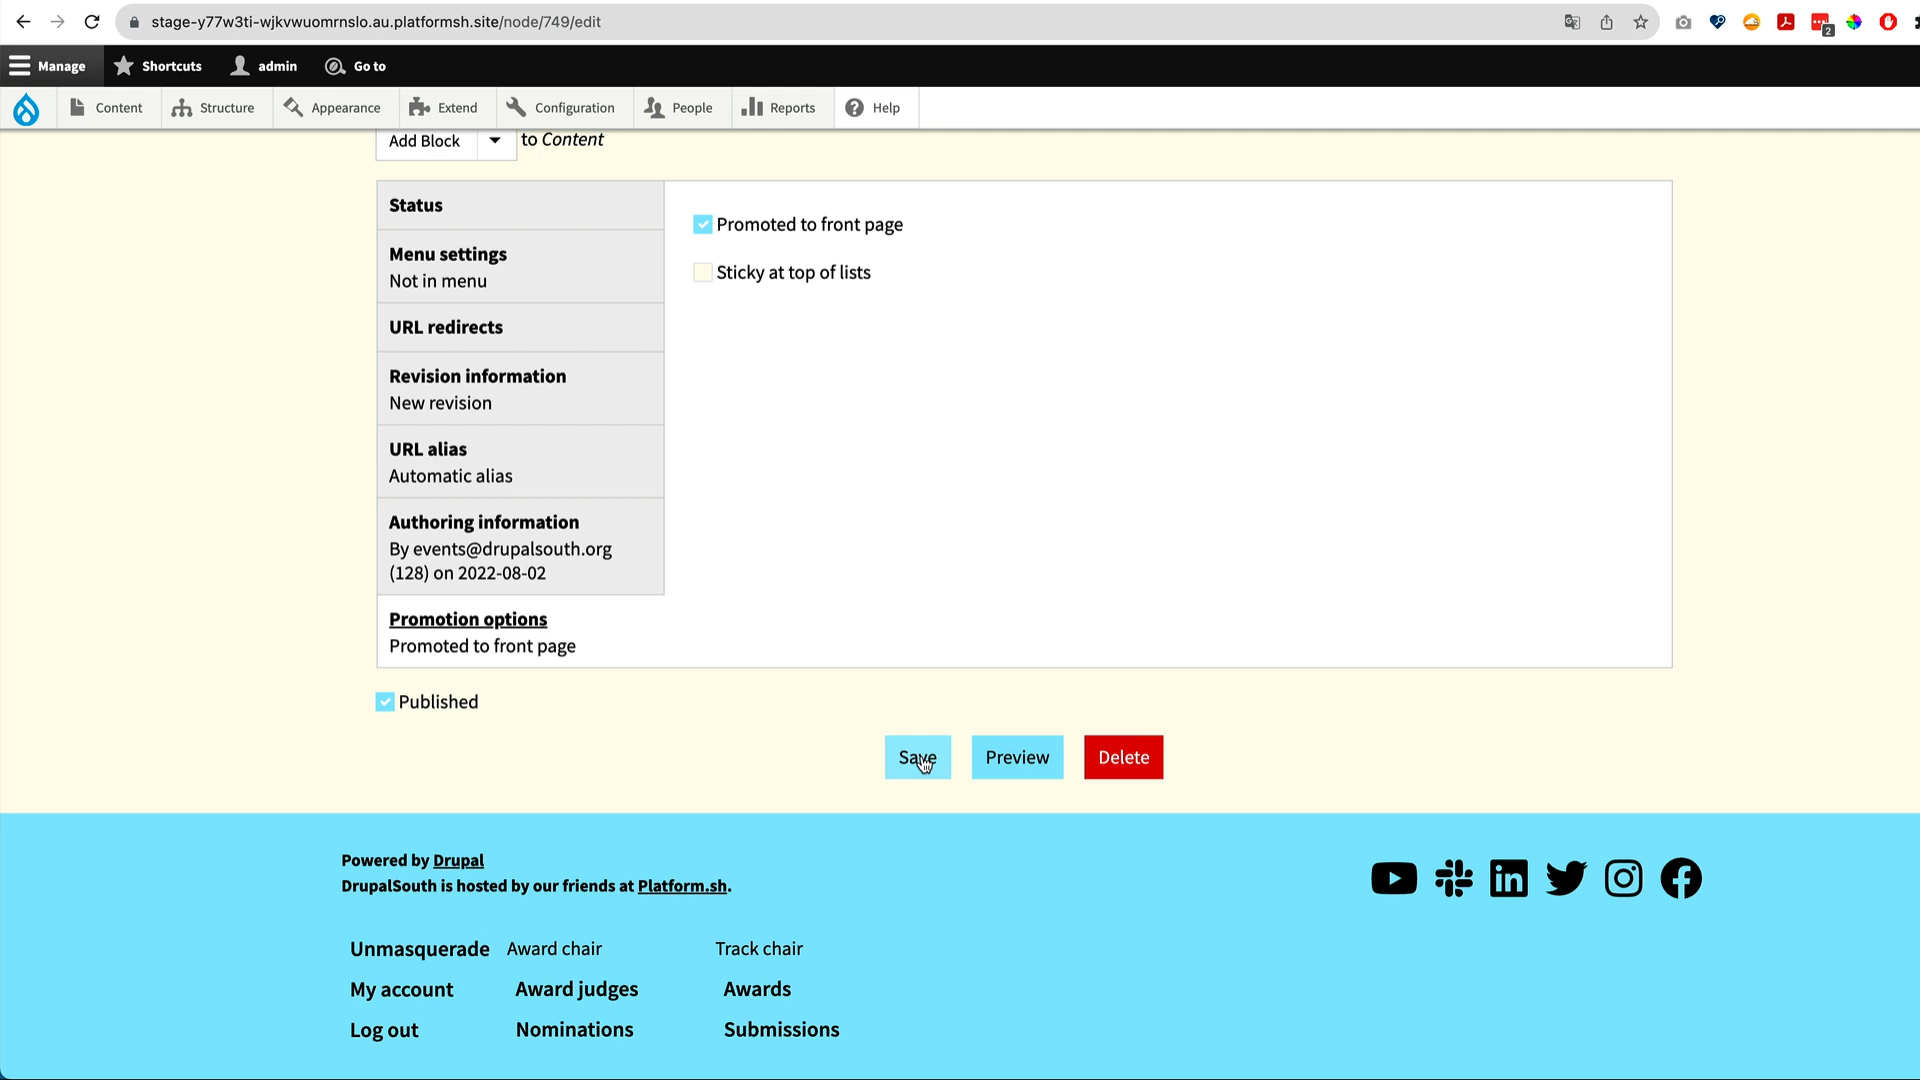 stage-y77w3ti-wjkvwuomrnslo.au.platformsh.site/node/749/edit
2
Manage Shortcuts admin Go to
Content Structure Appearance Extend Configuration People Reports Help
Add Block to Content
Status
Menu settings
Not in menu
URL redirects
Revision information
New revision
URL alias
Automatic alias
Authoring information
By events@drupalsouth.org
(128) on 2022-08-02
Promotion options
Promoted to front page
Promoted to front page
Sticky at top of lists
Published
Save Preview Delete
Powered by Drupal
DrupalSouth is hosted by our friends at Platform.sh.
Unmasquerade Award chair Track chair
My account Award judges Awards
Log out Nominations Submissions